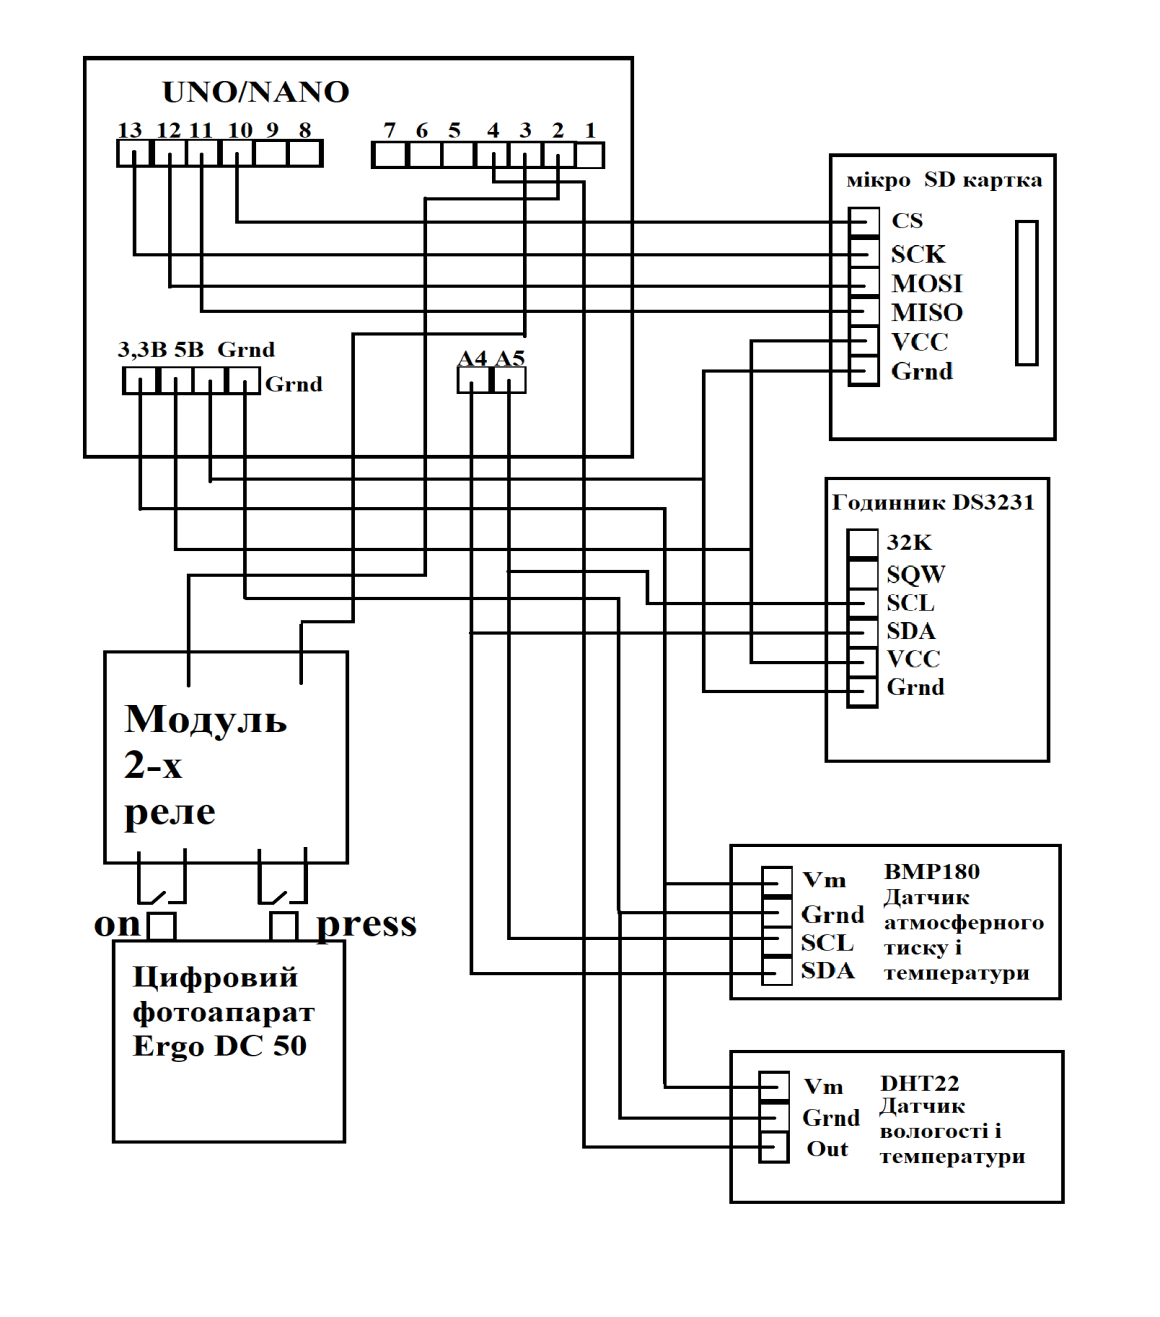 UNO/NANO
13 12 11 10 9 8
7 6 5 4 3 2 1
3,3В 5В Grnd
Grnd
A4 A5
мікро SD картка
CS
SCK
MOSI
MISO
VCC
Grnd
Годинник DS3231
32K
SQW
SCL
SDA
VCC
Grnd
Модуль
2-х
реле
on
press
Цифровий
фотоапарат
Ergo DC 50
Vm
Grnd
SCL
SDA
BMP180
Датчик
атмосферного
тиску і
температури
Vm
Grnd
Out
DHT22
Датчик
вологості і
температури